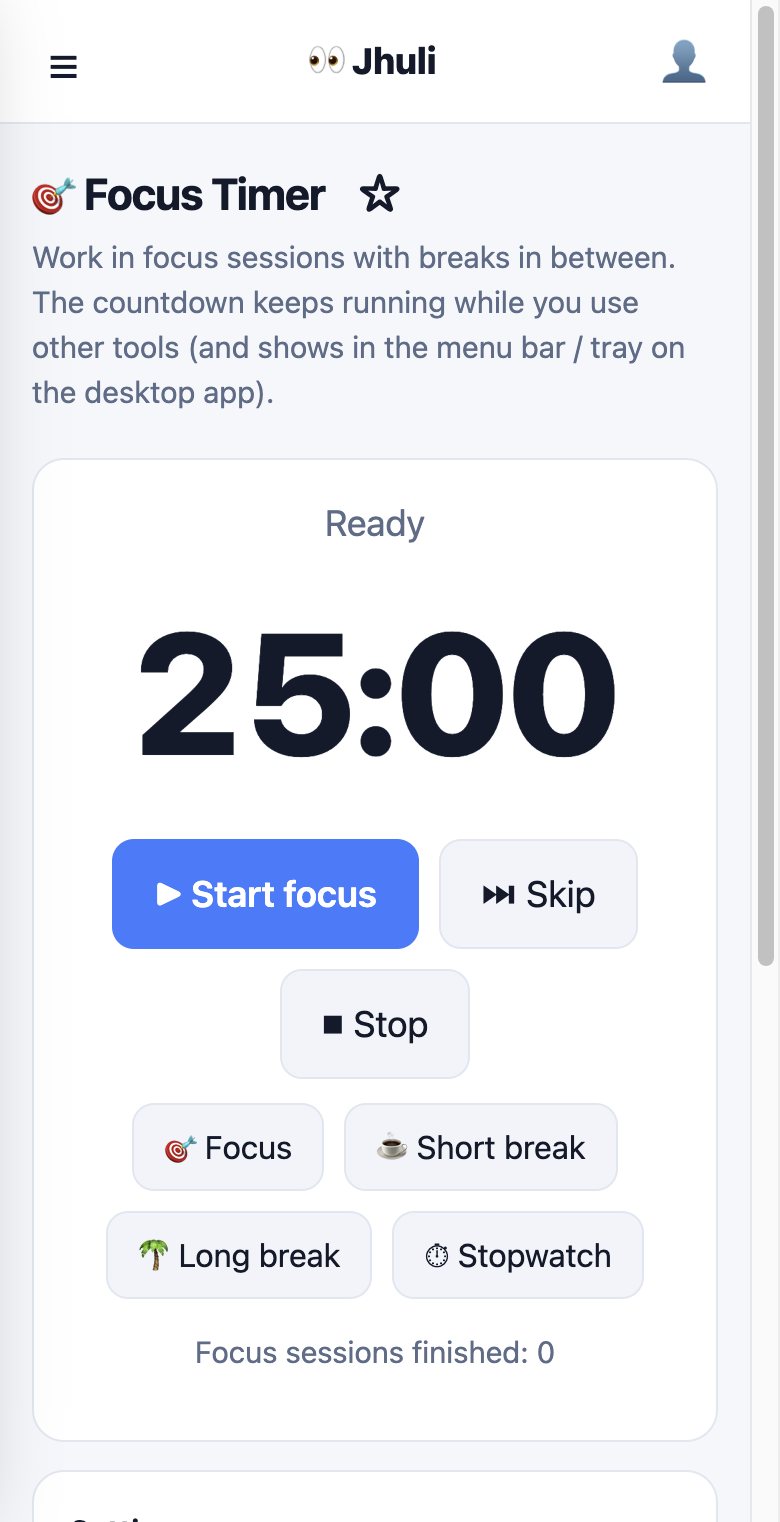 Jhuli
Focus Timer
Work in focus sessions with breaks in between.
The countdown keeps running while you use
other tools (and shows in the menu bar / tray on
the desktop app).
Ready
25:00
Start focus
Skip
Stop
Focus
Short break
Long break
Stopwatch
Focus sessions finished: 0